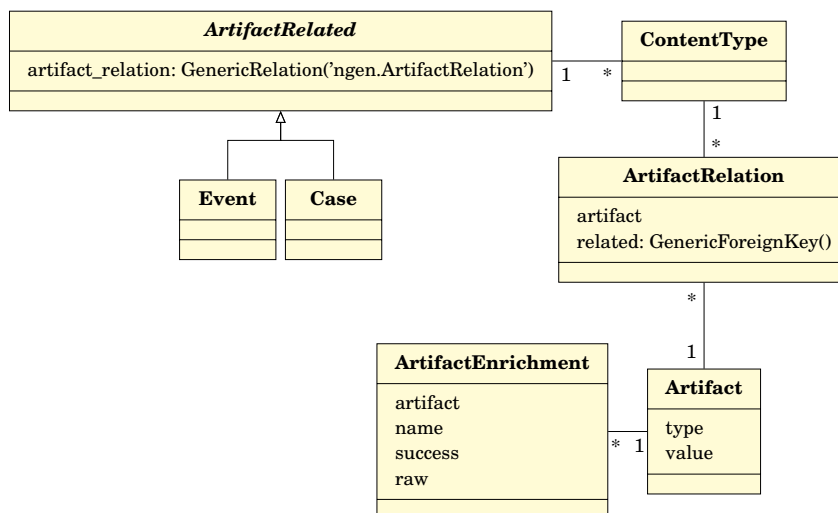 ArtifactRelated
artifact_relation: GenericRelation('ngen.ArtifactRelation')
1
*
ContentType
1
*
Event
Case
ArtifactRelation
artifact
related: GenericForeignKey()
*
1
ArtifactEnrichment
artifact
name
success
raw
*
1
Artifact
type
value